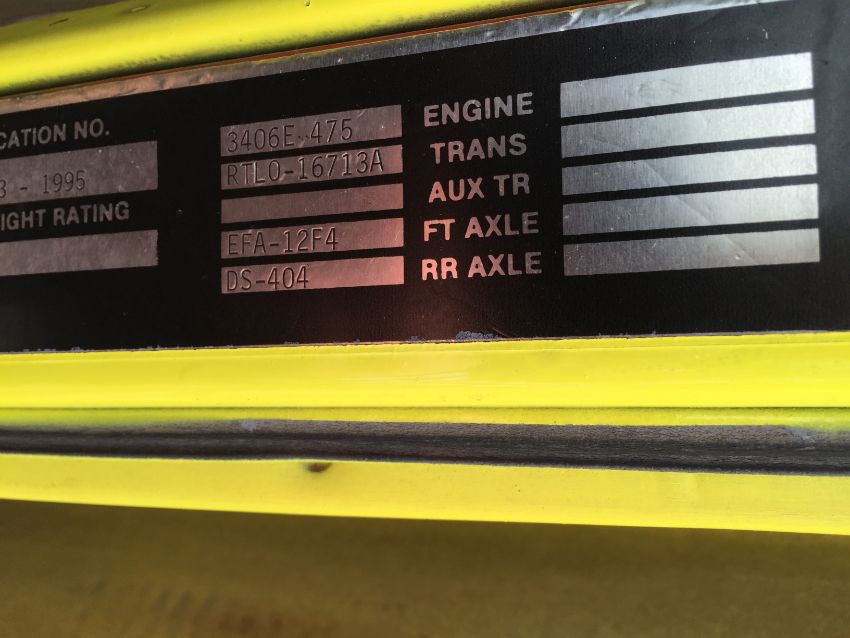 CATION NO.
3406E 475
ENGINE
RTLO-16713A
TRANS
3 - 1995
AUX TR
IGHT RATING
EFA-12F4
FT AXLE
DS-404
RR AXLE